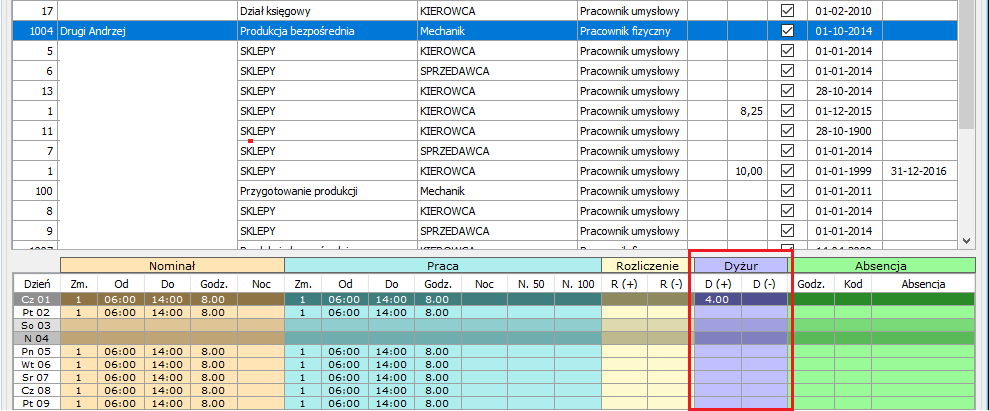 17 Dział księgowy KIEROWCA Pracownik umysłowy 01-02-2010
1004 Drugi Andrzej Produkcja bezpośrednia Mechanik Pracownik fizyczny 01-10-2014
5 SKLEPY KIEROWCA Pracownik umysłowy 01-01-2014
6 SKLEPY SPRZEDAWCA Pracownik umysłowy 01-01-2014
13 SKLEPY KIEROWCA Pracownik umysłowy 28-10-2014
1 SKLEPY KIEROWCA Pracownik umysłowy 8,25 01-12-2015
11 SKLEPY KIEROWCA Pracownik umysłowy 28-10-1900
7 SKLEPY SPRZEDAWCA Pracownik umysłowy 01-01-2014
1 SKLEPY KIEROWCA Pracownik umysłowy 10,00 01-01-1999 31-12-2016
100 Przygotowanie produkcji Mechanik Pracownik umysłowy 01-01-2011
8 SKLEPY KIEROWCA Pracownik umysłowy 01-01-2014
9 SKLEPY SPRZEDAWCA Pracownik umysłowy 01-01-2014
Nominał Praca Rozliczenie Dyżur Absencja
Dzień Zm. Od Do Godz. Noc Zm. Od Do Godz. Noc N. 50 N. 100 R (+) R (-) D (+) D (-) Godz. Kod Absencja
Cz 01 1 06:00 14:00 8.00 1 06:00 14:00 8.00 4.00
Pt 02 1 06:00 14:00 8.00 1 06:00 14:00 8.00
So 03
N 04
Pn 05 1 06:00 14:00 8.00 1 06:00 14:00 8.00
Wt 06 1 06:00 14:00 8.00 1 06:00 14:00 8.00
Sr 07 1 06:00 14:00 8.00 1 06:00 14:00 8.00
Cz 08 1 06:00 14:00 8.00 1 06:00 14:00 8.00
Pt 09 1 06:00 14:00 8.00 1 06:00 14:00 8.00